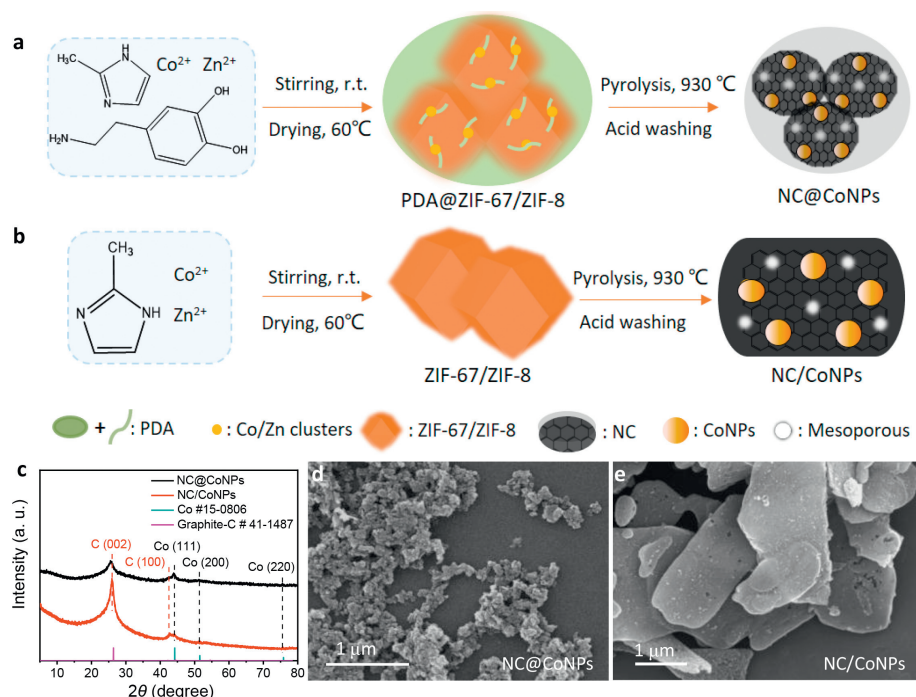 a
H
N
H₃C
N
Co²⁺ Zn²⁺
OH
H₂N
OH
Stirring, r.t.
Drying, 60℃
PDA@ZIF-67/ZIF-8
Pyrolysis, 930 ℃
Acid washing
NC@CoNPs
b
CH₃
N
NH
Co²⁺
Zn²⁺
Stirring, r.t.
Drying, 60℃
ZIF-67/ZIF-8
Pyrolysis, 930 ℃
Acid washing
NC/CoNPs
+ : PDA
: Co/Zn clusters
: ZIF-67/ZIF-8
: NC
: CoNPs
: Mesoporous
c
NC@CoNPs
NC/CoNPs
Co #15-0806
Graphite-C # 41-1487
C (002)
C (100)
Co (111)
Co (200)
Co (220)
Intensity (a. u.)
10 20 30 40 50 60 70 80
2θ (degree)
d
1 μm
NC@CoNPs
e
1 μm
NC/CoNPs